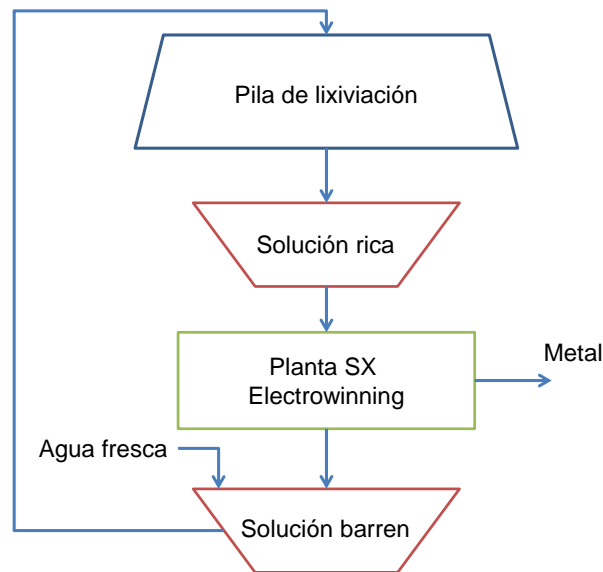 Pila de lixiviación
Solución rica
Planta SX
Electrowinning
Metal
Agua fresca
Solución barren